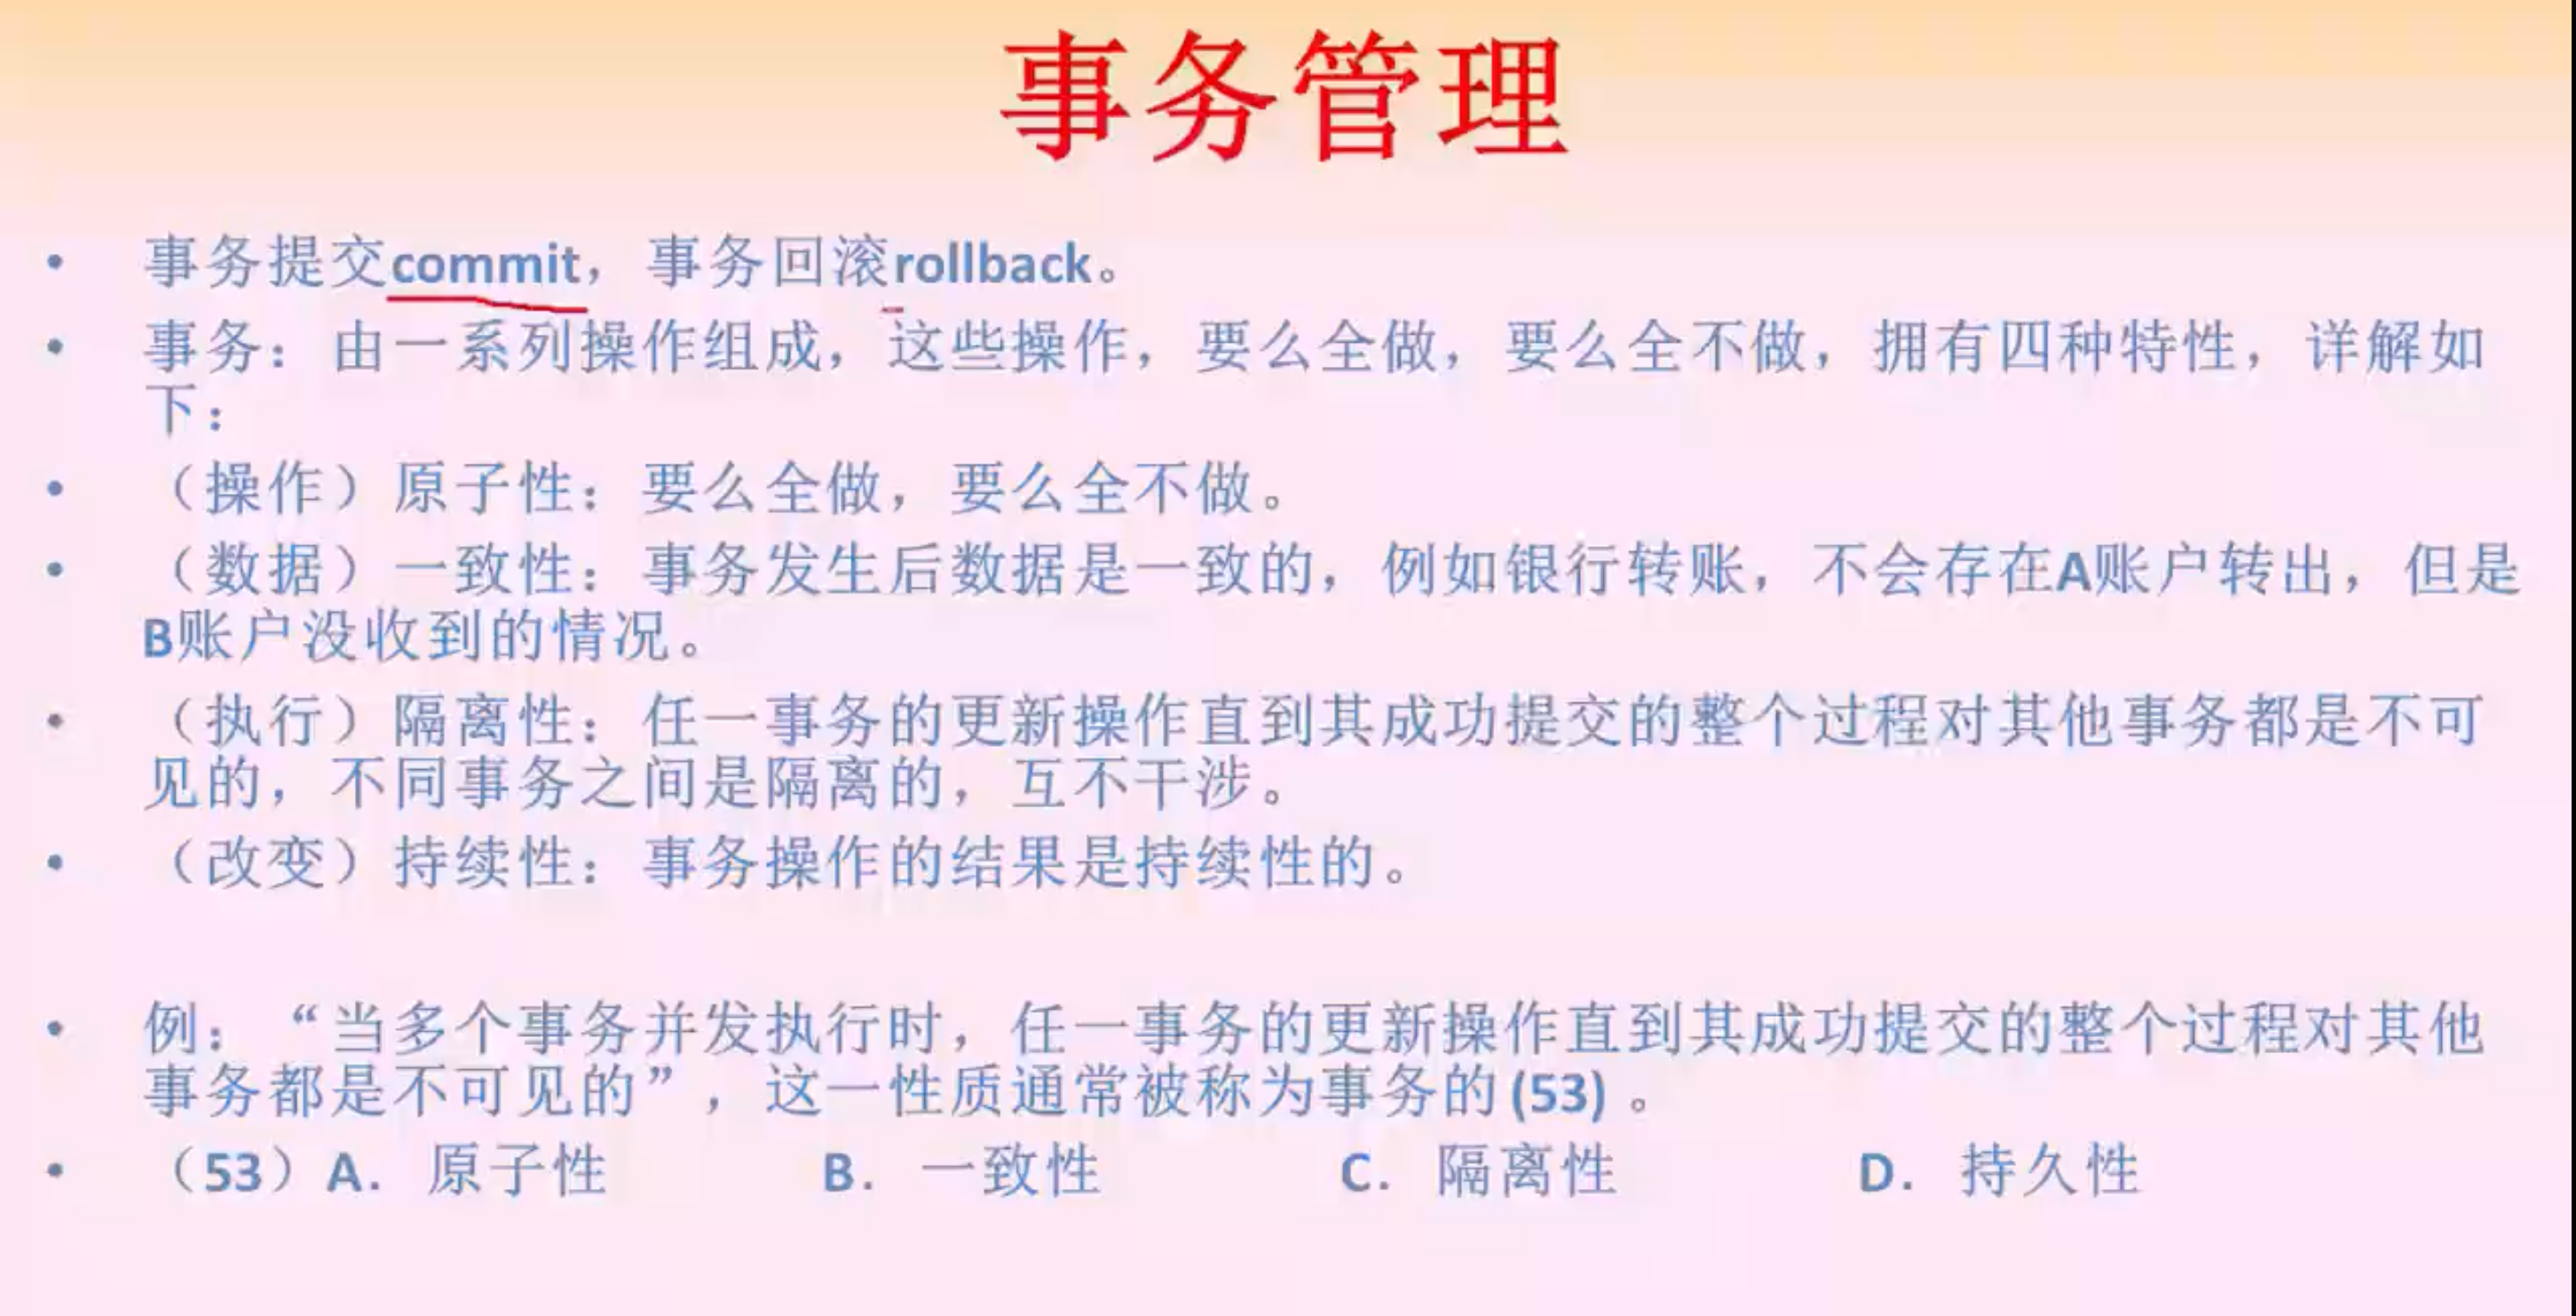 事务管理
• 事务提交commit，事务回滚rollback。
• 事务：由一系列操作组成，这些操作，要么全做，要么全不做，拥有四种特性，详解如
下：
• （操作）原子性：要么全做，要么全不做。
• （数据）一致性：事务发生后数据是一致的，例如银行转账，不会存在A账户转出，但是
B账户没收到的情况。
• （执行）隔离性：任一事务的更新操作直到其成功提交的整个过程对其他事务都是不可
见的，不同事务之间是隔离的，互不干涉。
• （改变）持续性：事务操作的结果是持续性的。
• 例：“当多个事务并发执行时，任一事务的更新操作直到其成功提交的整个过程对其他
事务都是不可见的”，这一性质通常被称为事务的(53) 。
• （53）A. 原子性 B. 一致性 C. 隔离性 D. 持久性